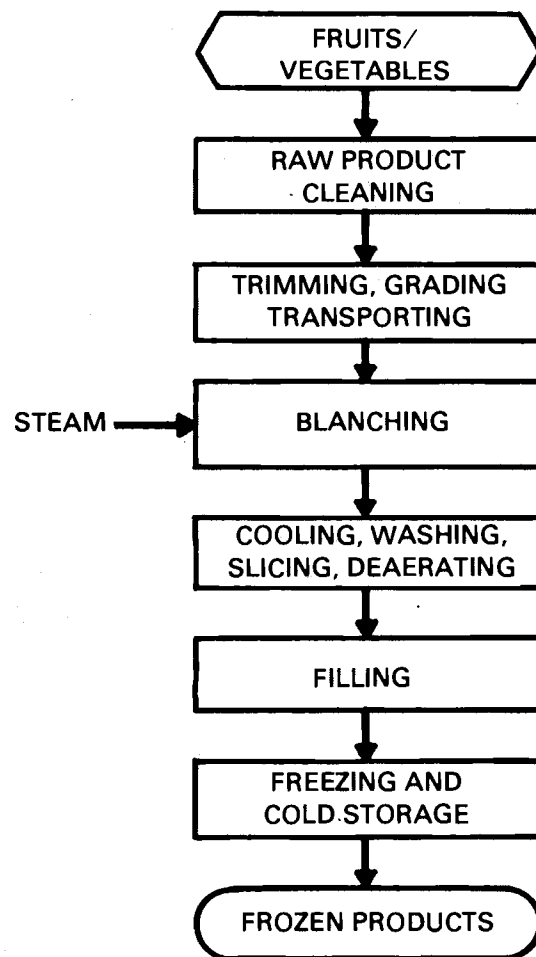 FRUITS/
VEGETABLES
RAW PRODUCT
CLEANING
TRIMMING, GRADING
TRANSPORTING
STEAM
BLANCHING
COOLING, WASHING,
SLICING, DEAERATING
FILLING
FREEZING AND
COLD STORAGE
FROZEN PRODUCTS